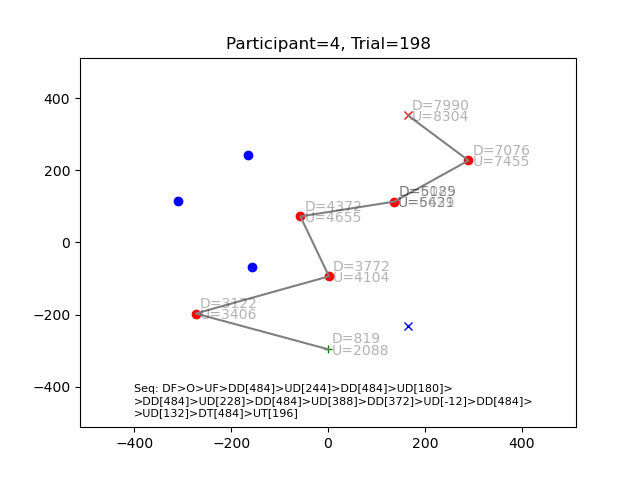 Participant=4, Trial=198
400
D=7990
U=8304
D=7076
U=7455
200
D=4372
U=4655
0
D=3772
U=4104
D=3122
U=3406
−200
D=819
U=2088
−400
Seq: DF>O>UF>DD[484]>UD[244]>DD[484]>UD[180]>
>DD[484]>UD[228]>DD[484]>UD[388]>DD[372]>UD[-12]>DD[484]>
>UD[132]>DT[484]>UT[196]
−400 −200 0 200 400